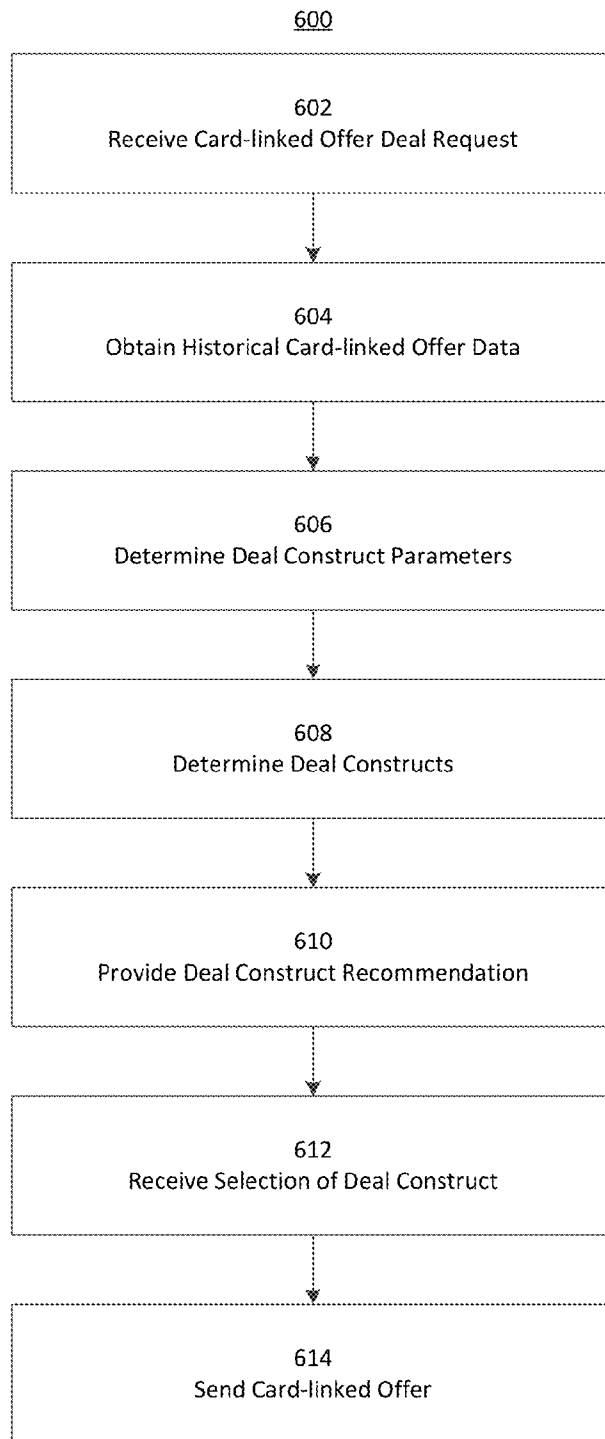 600
602
Receive Card-linked Offer Deal Request
604
Obtain Historical Card-linked Offer Data
606
Determine Deal Construct Parameters
608
Determine Deal Constructs
610
Provide Deal Construct Recommendation
612
Receive Selection of Deal Construct
614
Send Card-linked Offer